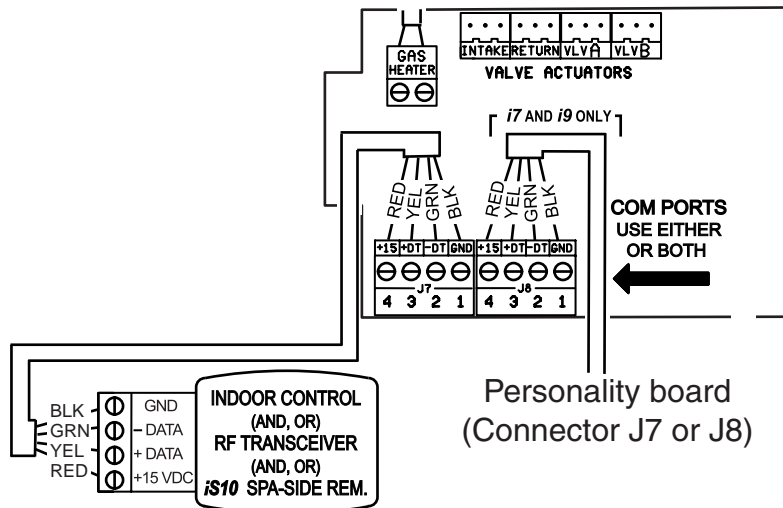 GAS
HEATER
INTAKE RETURN VLVA VLVB
VALVE ACTUATORS
i7 AND i9 ONLY
RED YEL GRN BLK
RED YEL GRN BLK
COM PORTS
USE EITHER
OR BOTH
+15 +DT -DT GND
+15 +DT -DT GND
J7
J8
4 3 2 1
4 3 2 1
Personality board
(Connector J7 or J8)
BLK GND
GRN – DATA
YEL + DATA
RED +15 VDC
INDOOR CONTROL
(AND, OR)
RF TRANSCEIVER
(AND, OR)
iS10 SPA-SIDE REM.